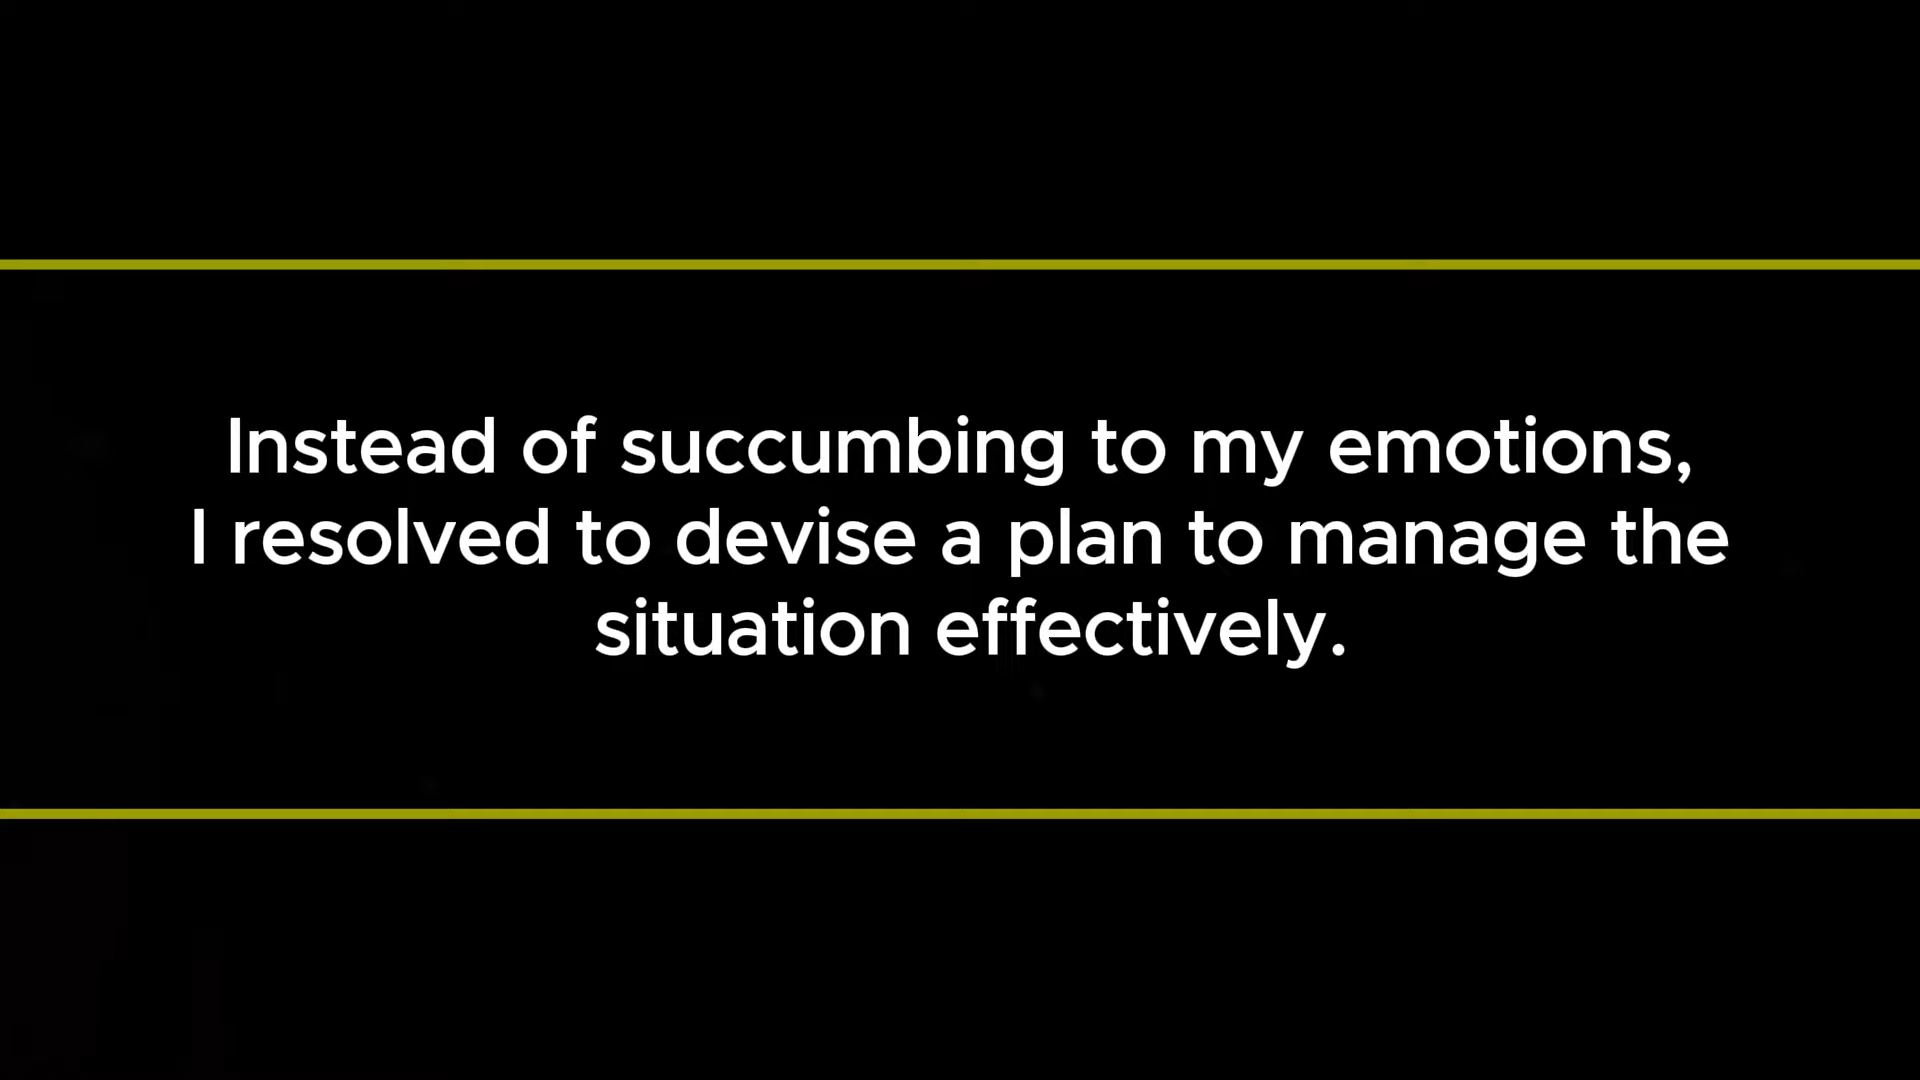 Instead of succumbing to my emotions,
I resolved to devise a plan to manage the
situation effectively.